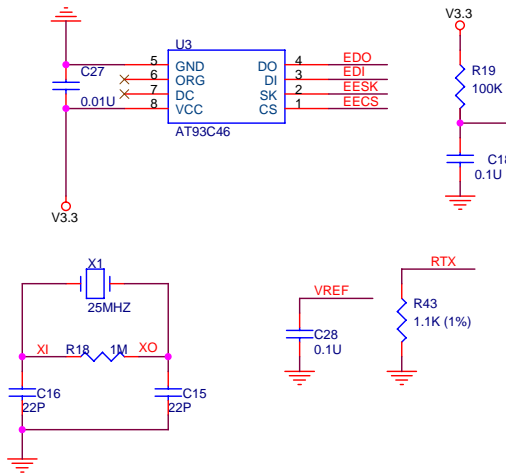 V3.3
U3
C27
0.01U
5 GND DO 4 EDO
6 ORG DI 3 EDI
7 DC SK 2 EESK
8 VCC CS 1 EECS
AT93C46
R19
100K
C18
0.1U
V3.3
X1
25MHZ
XI R18 1M XO
C16
22P
C15
22P
VREF
C28
0.1U
RTX
R43
1.1K (1%)